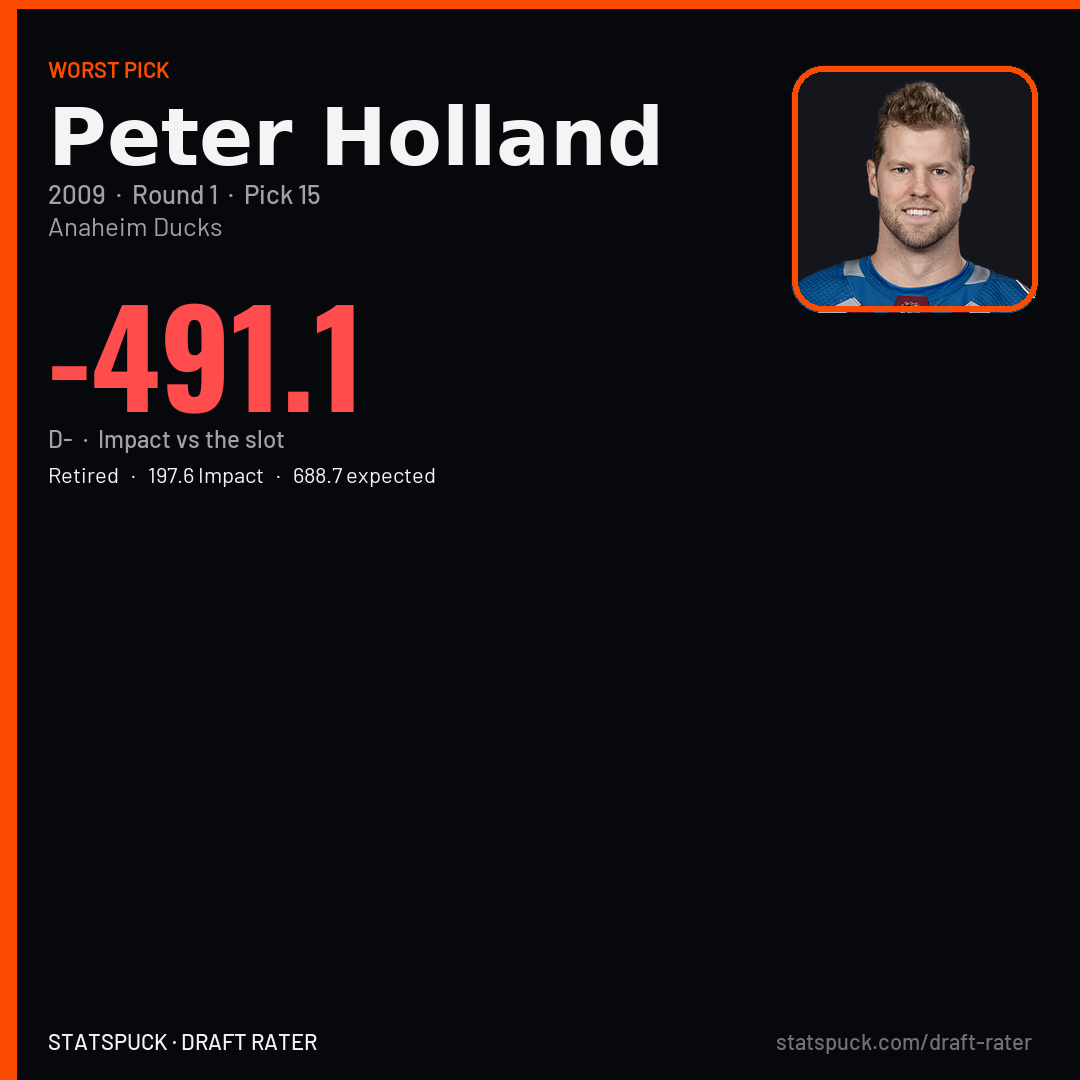 WORST PICK
Peter Holland
2009 · Round 1 · Pick 15
Anaheim Ducks
-491.1
D- · Impact vs the slot
Retired · 197.6 Impact · 688.7 expected
STATSPUCK · DRAFT RATER
statspuck.com/draft-rater